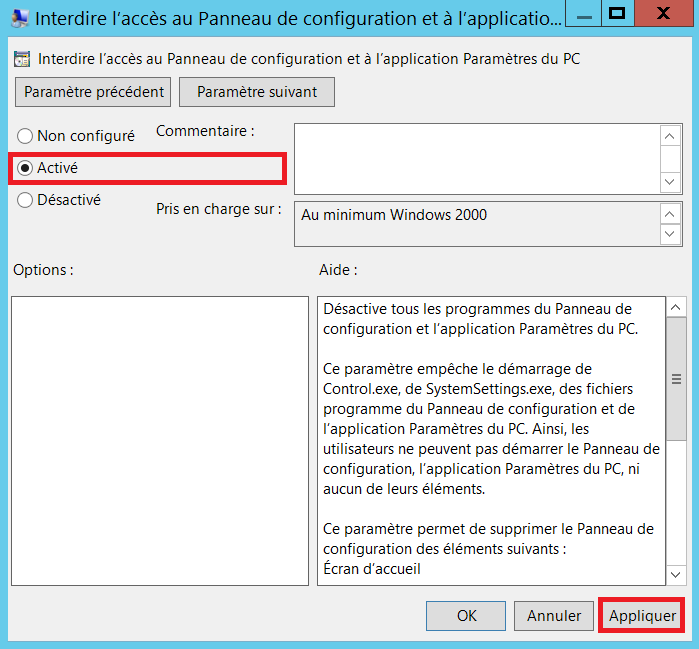 Interdire l’accès au Panneau de configuration et à l’applicatio...
Interdire l’accès au Panneau de configuration et à l’application Paramètres du PC
Paramètre précédent
Paramètre suivant
Non configuré
Commentaire :
Activé
Désactivé
Pris en charge sur :
Au minimum Windows 2000
Options :
Aide :
Désactive tous les programmes du Panneau de
configuration et l’application Paramètres du PC.
Ce paramètre empêche le démarrage de
Control.exe, de SystemSettings.exe, des fichiers
programme du Panneau de configuration et de
l’application Paramètres du PC. Ainsi, les
utilisateurs ne peuvent pas démarrer le Panneau de
configuration, l’application Paramètres du PC, ni
aucun de leurs éléments.
Ce paramètre permet de supprimer le Panneau de
configuration des éléments suivants :
Écran d’accueil
OK
Annuler
Appliquer